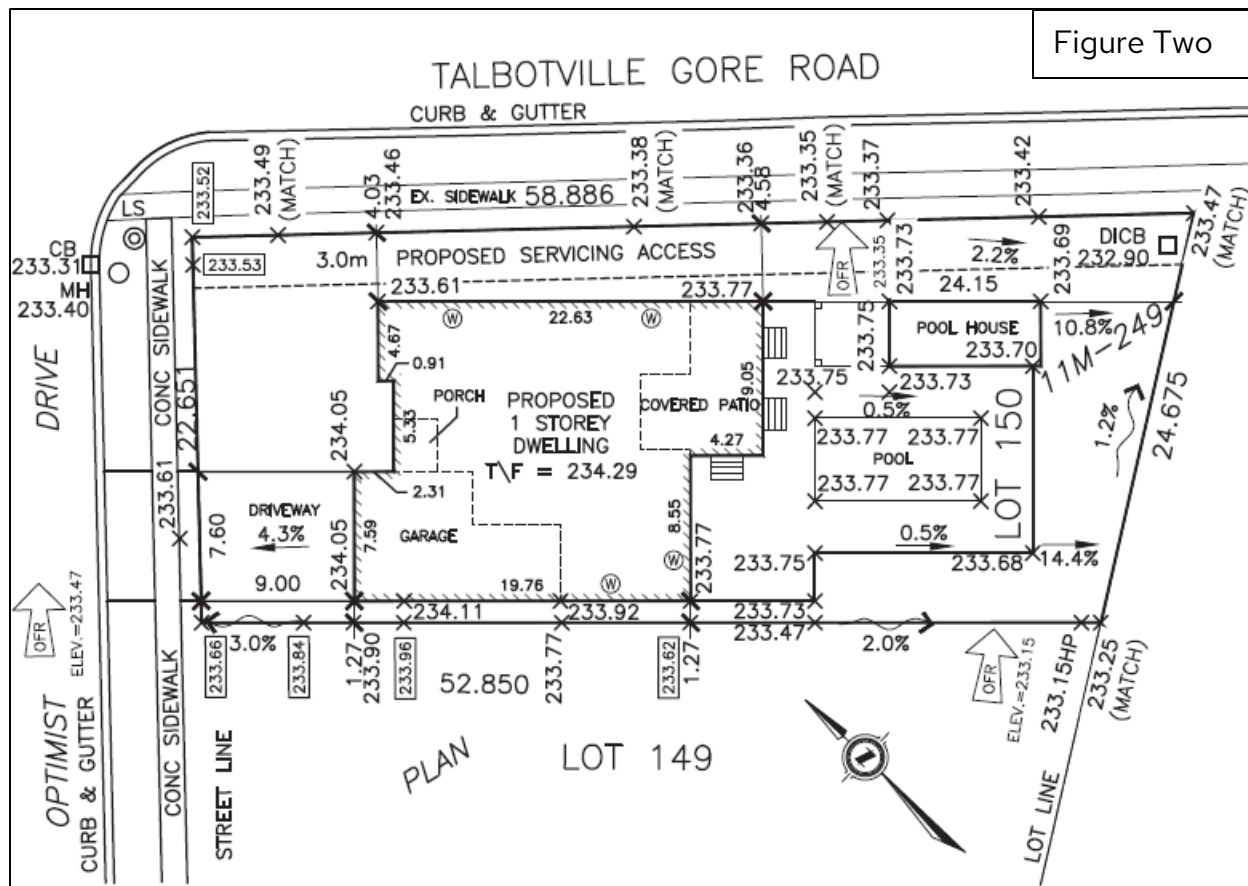 Figure Two
TALBOTVILLE GORE ROAD
CURB & GUTTER
233.52
233.49
(MATCH)
4.03
233.46
EX. SIDEWALK 58.886
233.38
(MATCH)
233.36
4.58
233.35
(MATCH)
233.37
233.42
233.47
(MATCH)
LS
CB
233.31
MH
233.40
233.53
3.0m
PROPOSED SERVICING ACCESS
OFR
233.35
233.73
2.2%
233.69
DICB
232.90
24.15
233.61
233.77
22.63
W
W
4.67
0.91
PORCH
5.33
PROPOSED
1 STOREY
DWELLING
T\F = 234.29
COVERED PATIO
9.05
4.27
233.75
POOL HOUSE
233.70
10.8%
11M-249
233.75
233.73
0.5%
233.77
233.77
POOL
233.77
233.77
LOT 150
1.2%
24.675
DRIVE
CONC SIDEWALK
22.651
233.61
234.05
2.31
DRIVEWAY
4.3%
7.60
9.00
234.05
7.59
GARAGE
19.76
W
W
8.55
233.77
233.75
0.5%
233.68
14.4%
234.11
233.92
233.73
233.47
2.0%
OFR
ELEV.=233.47
3.0%
233.66
233.84
1.27
233.90
233.96
52.850
233.77
233.62
1.27
OFR
ELEV.=233.15
233.15HP
233.25
(MATCH)
OPTIMIST
CURB & GUTTER
CONC SIDEWALK
STREET LINE
PLAN
LOT 149
LOT LINE